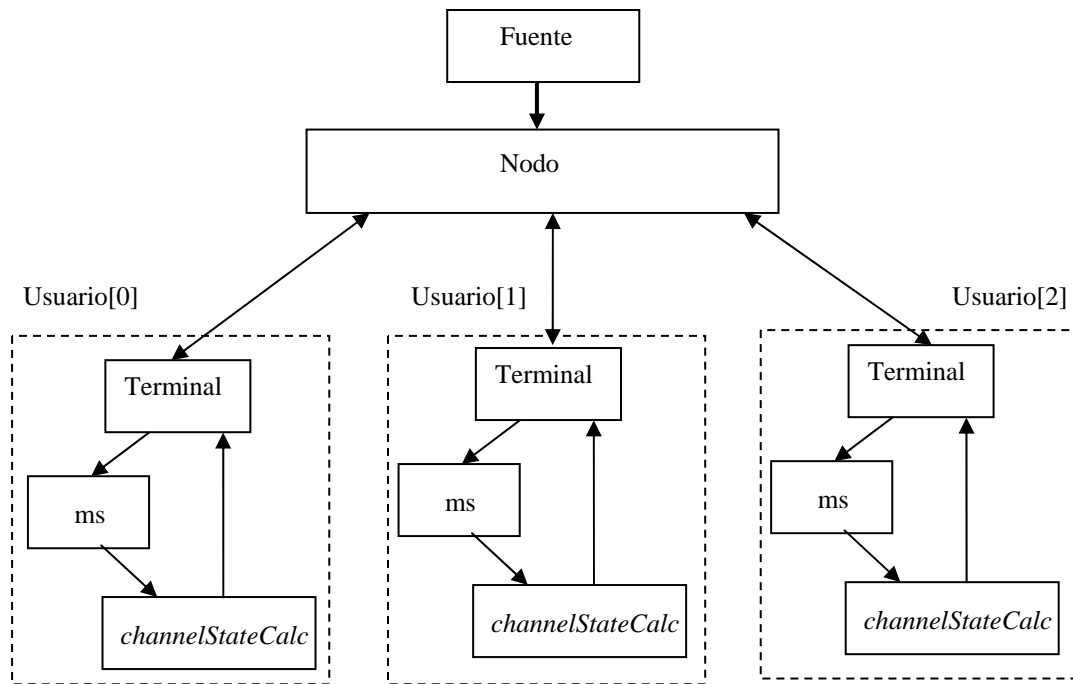 Fuente
Nodo
Usuario[0]
Usuario[1]
Usuario[2]
Terminal
Terminal
Terminal
ms
ms
ms
channelStateCalc
channelStateCalc
channelStateCalc